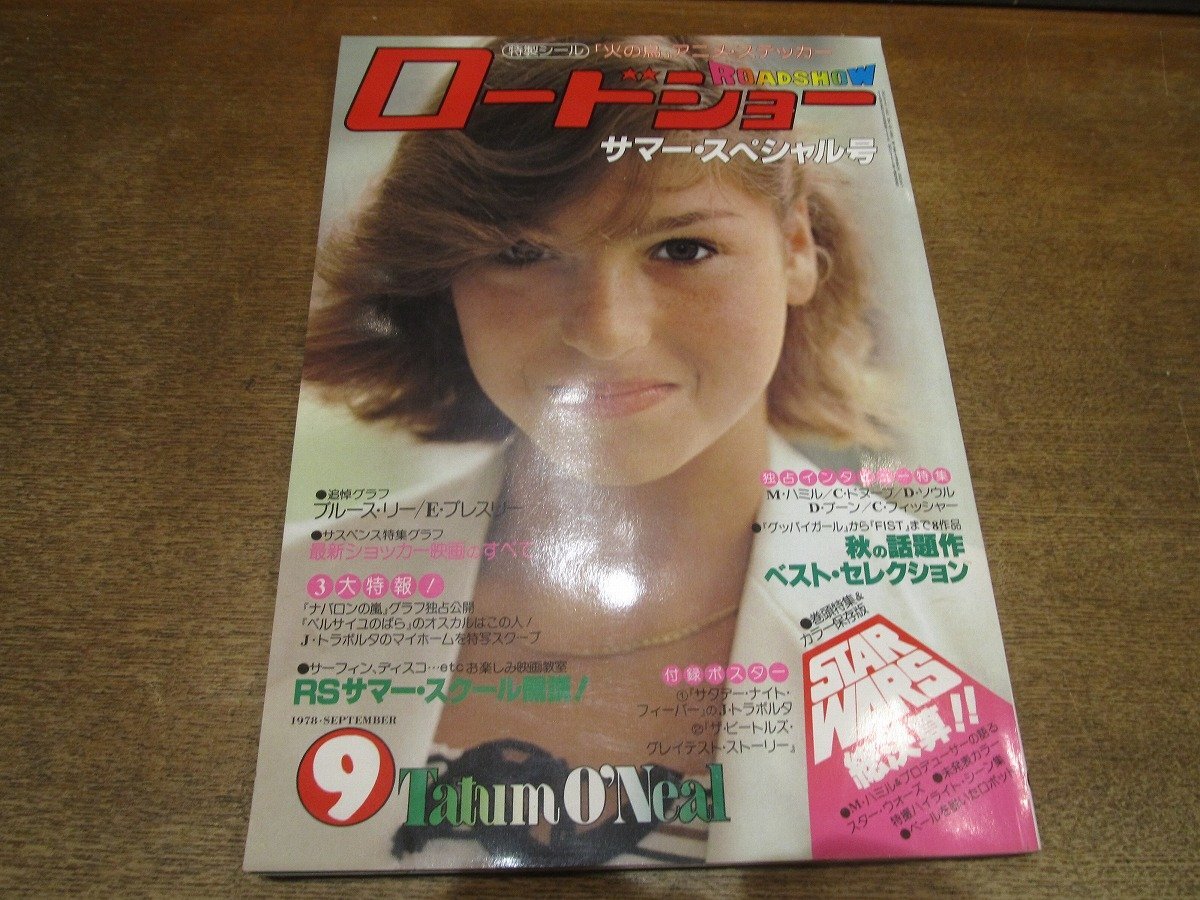 特製シール 「火の鳥」アニメ・ステッカー
ROADSHOW
ロードショー
サマー・スペシャル号
●追悼グラフ
ブルース・リー/E・プレスリー
●サスペンス特集グラフ
最新ショッカー映画のすべて
3大特報！
『ナバロンの嵐』グラフ独占公開
『ベルサイユのばら』のオスカルはこの人！
J・トラボルタのマイホームを特写スクープ
●サーフィン、ディスコ…etcお楽しみ映画教室
RSサマー・スクール開講！
1978・SEPTEMBER
9
Tatum O'Neal
独占インタビュー特集
M・ハミル/C・ドヌーブ/D・ソウル
D・ブーン/C・フィッシャー
●『グッバイガール』から『FIST』まで8作品
秋の話題作
ベスト・セレクション
●巻頭特集&
カラー保存版
STAR
WARS
総決算!!
●M・ハミル&プロデューサーの語る
スター・ウォーズ ●未発表カラー
特撮ハイライト・シーン集
●ベールを脱いだロボット
付録ポスター
①『サタデー・ナイト・
フィーバー』のJ・トラボルタ
②『ザ・ビートルズ・
グレイテスト・ストーリー』